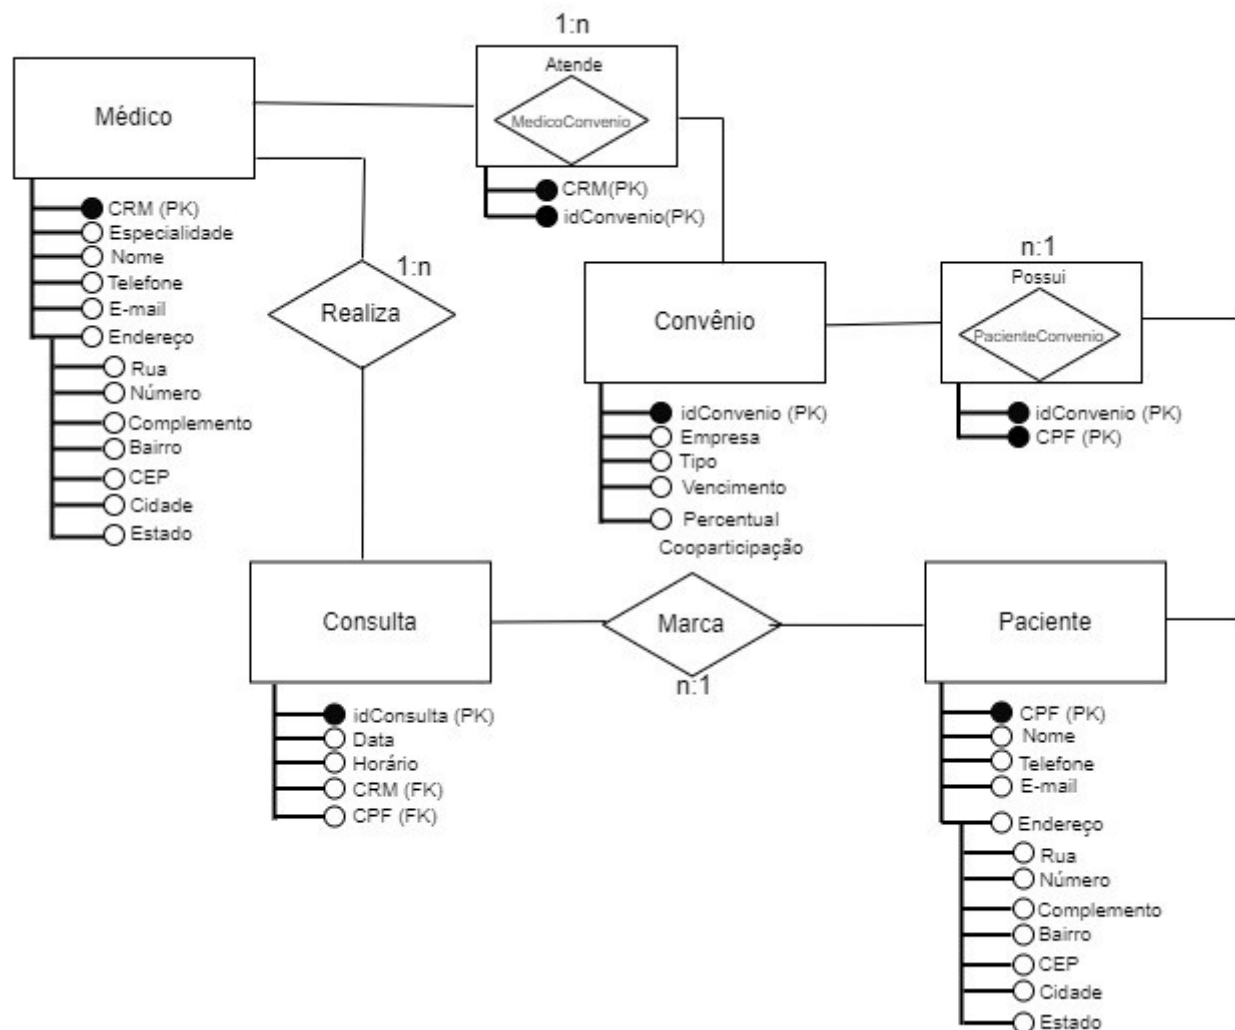 1:n
Atende
Médico
MedicoConvenio
CRM (PK)
Especialidade
Nome
Telefone
E-mail
Endereço
Rua
Número
Complemento
Bairro
CEP
Cidade
Estado
CRM(PK)
idConvenio(PK)
1:n
Realiza
Convênio
idConvenio (PK)
Empresa
Tipo
Vencimento
Percentual
Cooparticipação
n:1
Possui
PacienteConvenio
idConvenio (PK)
CPF (PK)
Consulta
idConsulta (PK)
Data
Horário
CRM (FK)
CPF (FK)
Marca
n:1
Paciente
CPF (PK)
Nome
Telefone
E-mail
Endereço
Rua
Número
Complemento
Bairro
CEP
Cidade
Estado